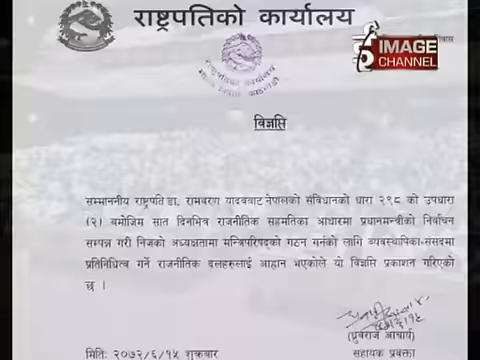 राष्ट्रपतिको कार्यालय
IMAGE
CHANNEL
राष्ट्रपतिको कार्यालय
विज्ञप्ति
सम्माननीय राष्ट्रपति डा. रामवरण यादवबाट नेपालको संविधानको धारा २९८ को उपधारा
(२) बमोजिम सात दिनभित्र राजनीतिक सहमतिका आधारमा प्रधानमन्त्रीको निर्वाचन
सम्पन्न गरी निजको अध्यक्षतामा मन्त्रिपरिषद्को गठन गर्नको लागि व्यवस्थापिका-संसदमा
प्रतिनिधित्व गर्ने राजनीतिक दलहरुलाई आह्वान भएकोले यो विज्ञप्ति प्रकाशन गरिएको
छ ।
(ध्रुवराज आचार्य)
मितिः २०७२/६/१५ शुक्रबार
सहायक प्रवक्ता